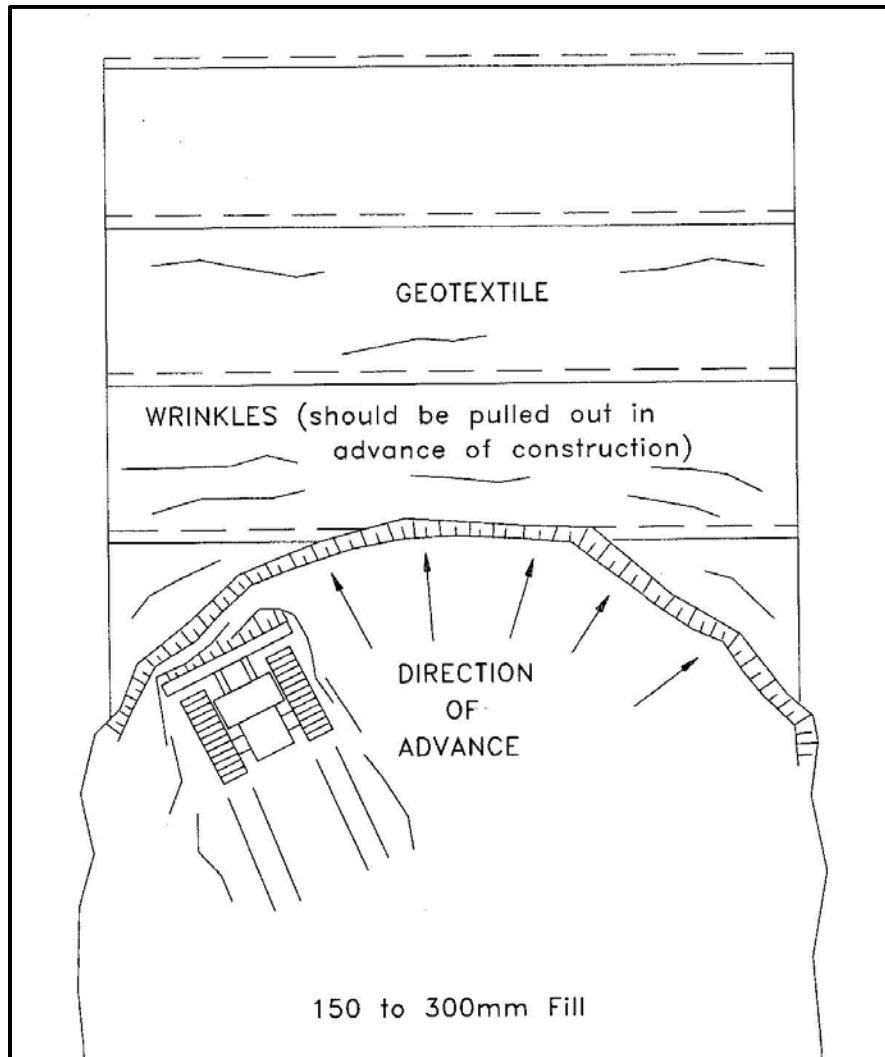 GEOTEXTILE
WRINKLES (should be pulled out in
advance of construction)
DIRECTION
OF
ADVANCE
150 to 300mm Fill